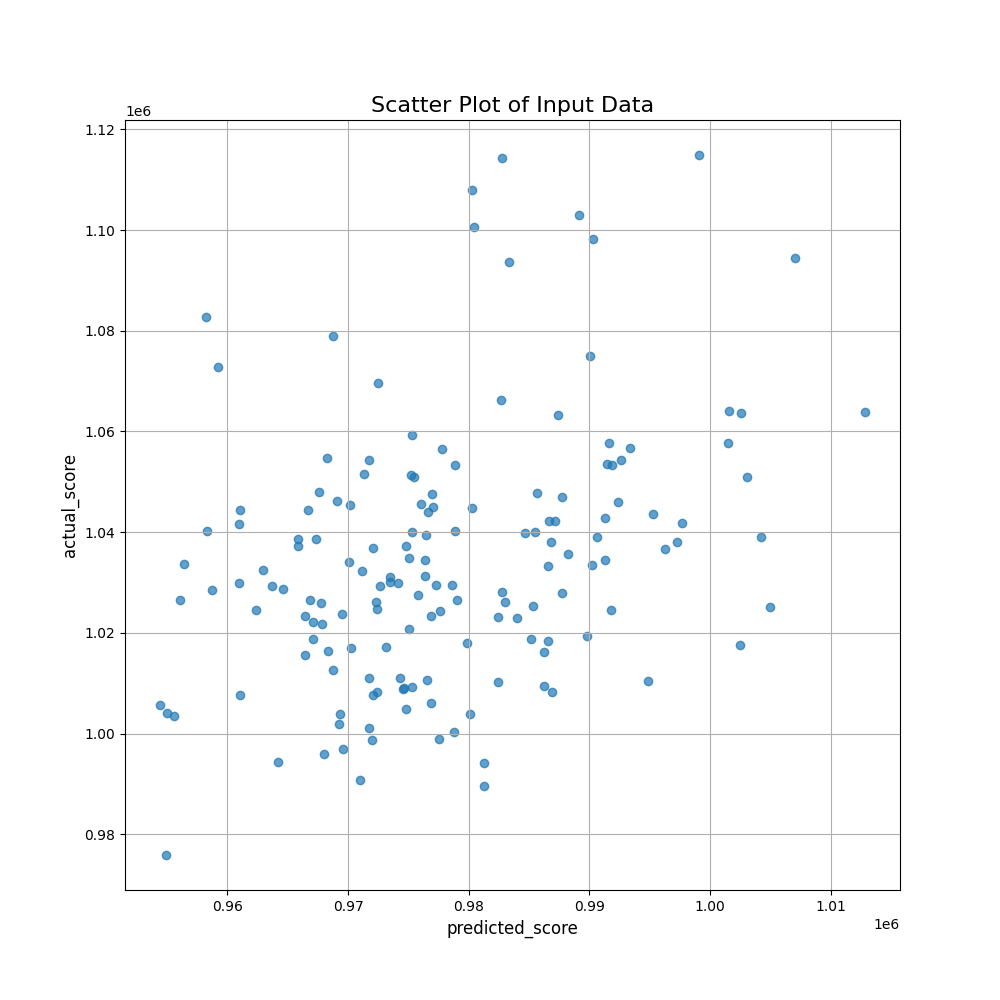 Scatter Plot of Input Data
1e6
1.12
1.10
1.08
1.06
1.04
1.02
1.00
0.98
actual_score
0.96 0.97 0.98 0.99 1.00 1.01
1e6
predicted_score